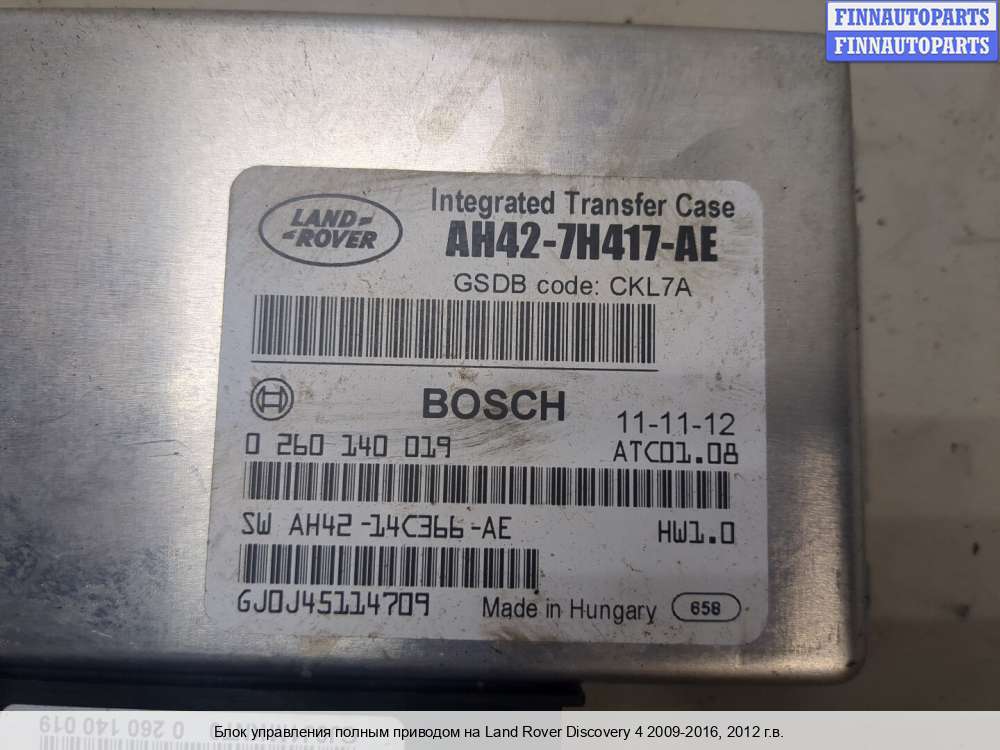 FINNAUTOPARTS
FINNAUTOPARTS
LAND-
-ROVER
Integrated Transfer Case
AH42-7H417-AE
GSDB code: CKL7A
BOSCH
11-11-12
0 260 140 019
ATC01.08
SW AH42-14C366-AE
HW1.0
GJ0J45114709
Made in Hungary
658
0 260 140 019
Блок управления полным приводом на Land Rover Discovery 4 2009-2016, 2012 г.в.